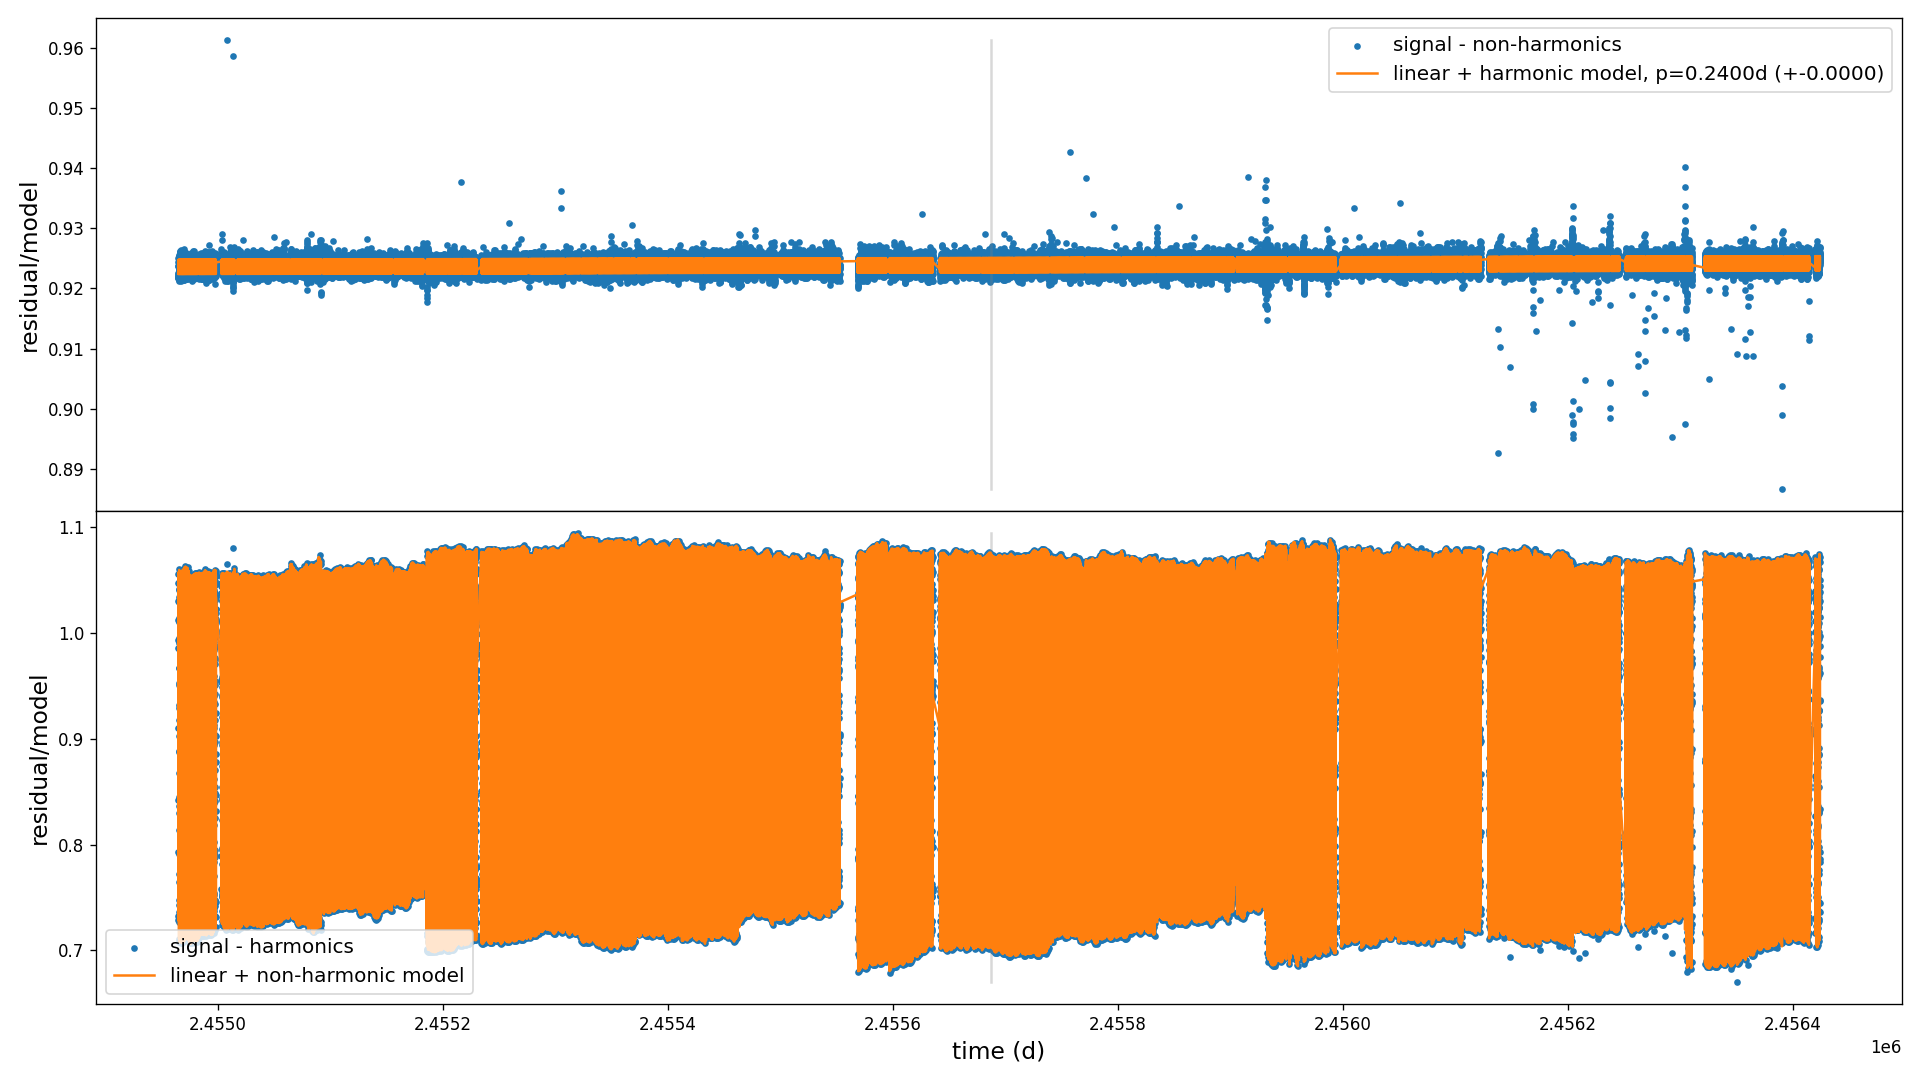 0.96
0.95
0.94
0.93
0.92
0.91
0.90
0.89
residual/model
signal - non-harmonics
linear + harmonic model, p=0.2400d (+-0.0000)
1.1
1.0
0.9
0.8
0.7
residual/model
signal - harmonics
linear + non-harmonic model
2.4550 2.4552 2.4554 2.4556 2.4558 2.4560 2.4562 2.4564
1e6
time (d)